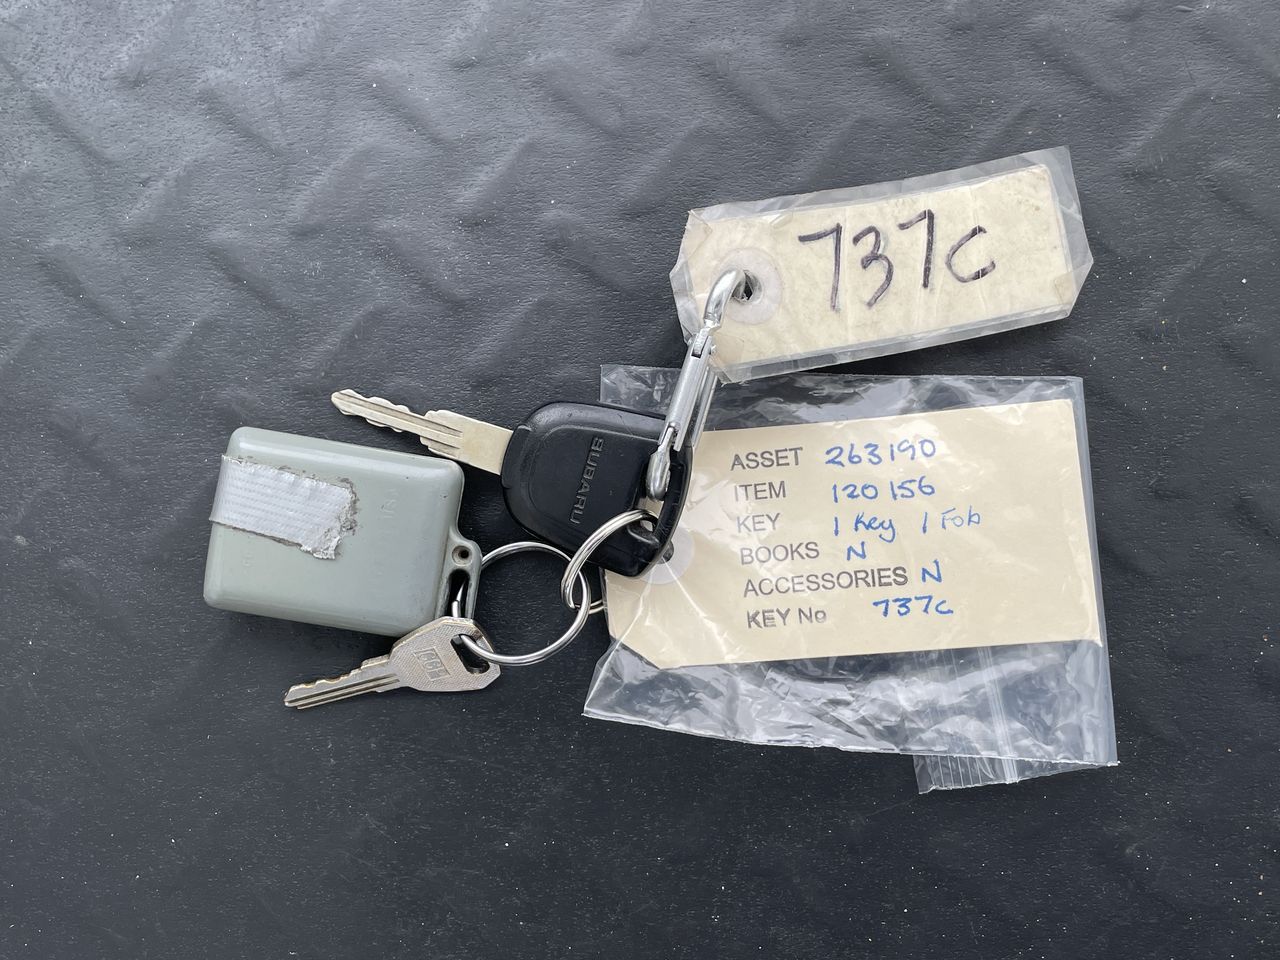 737c
SUBARU
ASSET 263190
ITEM 120156
KEY 1 Key 1 Fob
BOOKS N
ACCESSORIES N
KEY No 737c